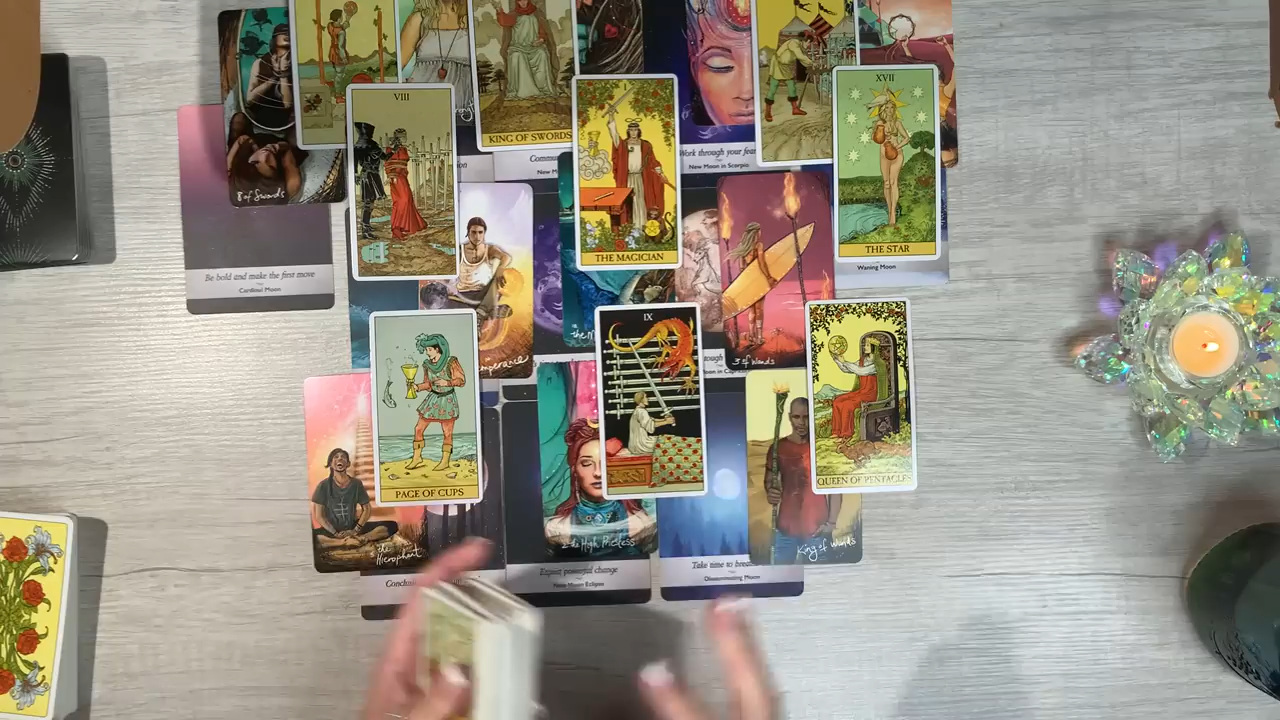 8 of Swords
KING OF SWORDS
VIII
XVII
Work through your fear
New Moon in Scorpio
THE MAGICIAN
THE STAR
Waning Moon
Be bold and make the first move
Cardinal Moon
3 of Wands
IX
PAGE OF CUPS
QUEEN OF PENTACLES
the Hierophant
the High Priestess
King of Wands
Expect powerful change
New Moon Eclipse
Take time to
Disseminating Moon